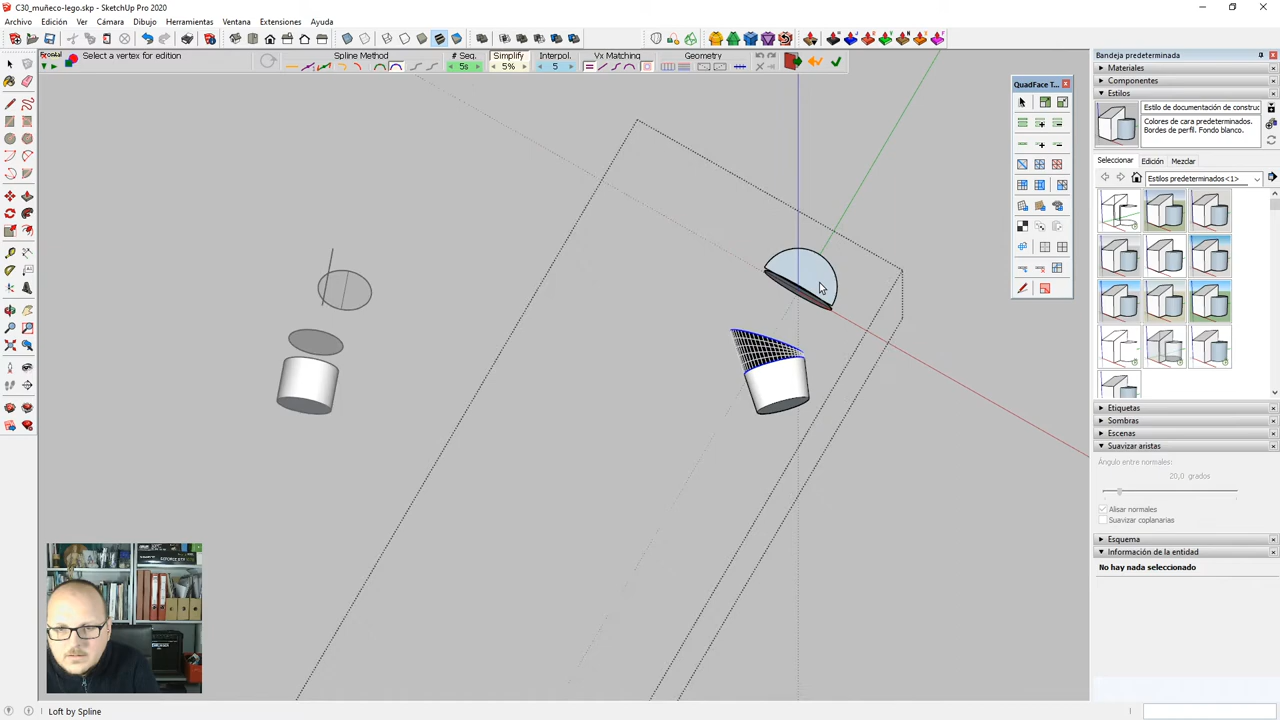 C30_muñeco-lego.skp - SketchUp Pro 2020
Archivo Edición Ver Cámara Dibujo Herramientas Ventana Extensiones Ayuda
Frontal Select a vertex for edition
Spline Method
# Seg.
5s
Simplify
5%
Interpol.
5
Vx Matching
Geometry
QuadFace T...
Bandeja predeterminada
Materiales
Componentes
Estilos
Estilo de documentación de construc
Colores de cara predeterminados.
Bordes de perfil. Fondo blanco.
Seleccionar Edición Mezclar
Estilos predeterminados<1>
Etiquetas
Sombras
Escenas
Suavizar aristas
Ángulo entre normales:
20,0 grados
Alisar normales
Suavizar coplanarias
Esquema
Información de la entidad
No hay nada seleccionado
Loft by Spline